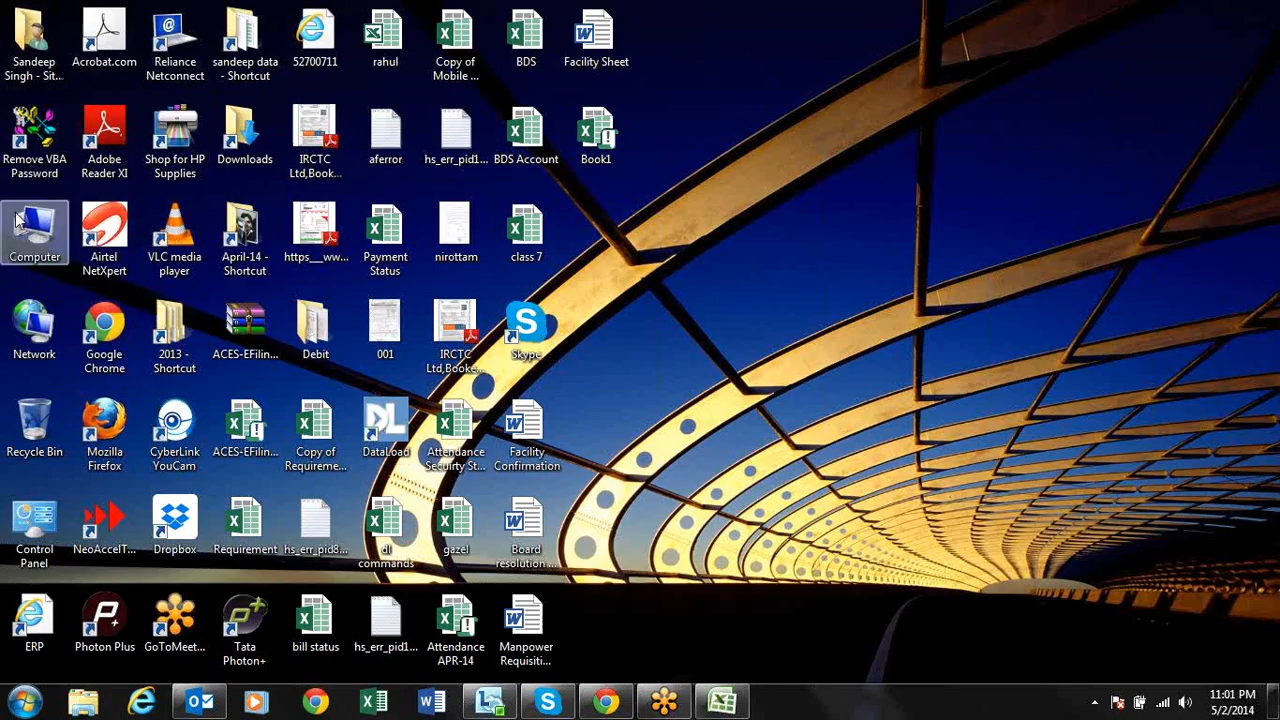 Sandeep
Singh - Sit...
Acrobat.com
Reliance
Netconnect
sandeep data
- Shortcut
52700711
rahul
Copy of
Mobile ...
BDS
Facility Sheet
Remove VBA
Password
Adobe
Reader XI
Shop for HP
Supplies
Downloads
IRCTC
Ltd,Book...
aferror
hs_err_pid1...
BDS Account
Book1
Computer
Airtel
NetXpert
VLC media
player
April-14 -
Shortcut
https___ww...
Payment
Status
nirottam
class 7
Network
Google
Chrome
2013 -
Shortcut
ACES-EFilin...
Debit
001
IRCTC
Ltd,Booke...
Skype
Recycle Bin
Mozilla
Firefox
CyberLink
YouCam
ACES-EFilin...
Copy of
Requireme...
DataLoad
Attendance
Secuirty St...
Facility
Confirmation
Control
Panel
NeoAccelT...
Dropbox
Requirement
hs_err_pid8...
dl
commands
gazel
Board
resolution ...
ERP
Photon Plus
GoToMeet...
Tata
Photon+
bill status
hs_err_pid1...
Attendance
APR-14
Manpower
Requisiti...
11:01 PM
5/2/2014